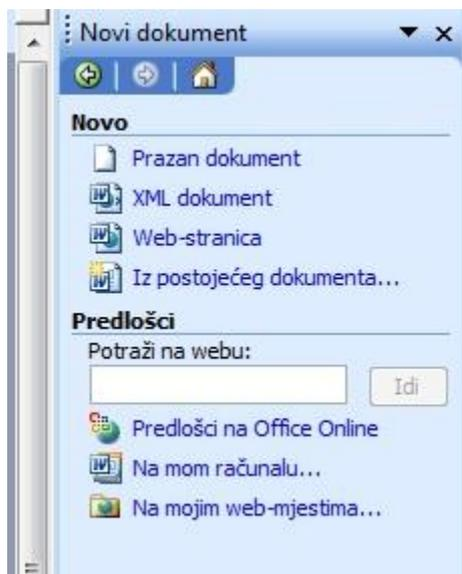 Novi dokument
Novo
Prazan dokument
XML dokument
Web-stranica
Iz postojećeg dokumenta...
Predlošci
Potraži na webu:
Idi
Predlošci na Office Online
Na mom računalu...
Na mojim web-mjestima...